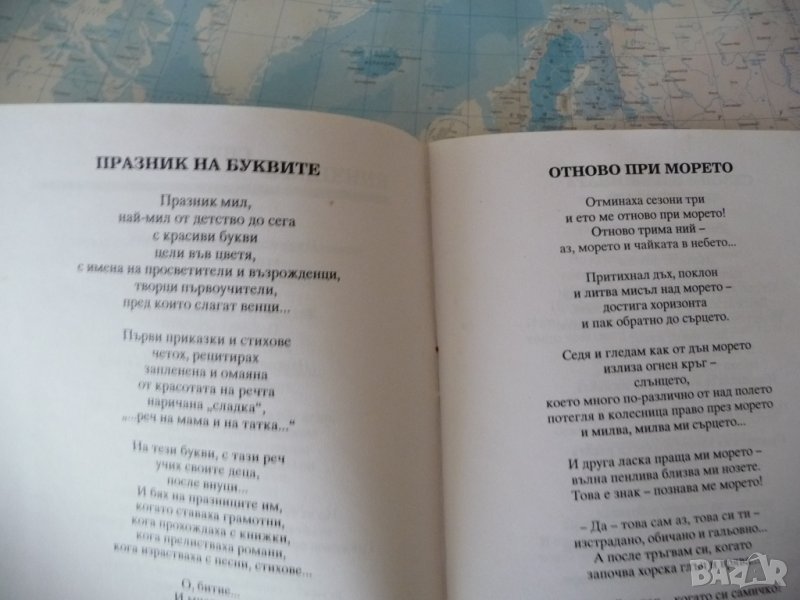 ПРАЗНИК НА БУКВИТЕ
Празник мил,
най-мил от детство до сега
с красиви букви
цели във цветя,
с имена на просветители и възрожденци,
творци първоучители,
пред които слагат венци...
Първи приказки и стихове
четох, рецитирах
запленена и омаяна
от красотата на речта
наричана „сладка“,
„...реч на мама и на татка...“
На тези букви, с тази реч
учих своите деца,
после внуци...
И бях на празниците им,
когато ставаха грамотни,
кога прохождаха с книжки,
кога прелистваха романи,
кога израстваха с песни, стихове...
О, битие...
ОТНОВО ПРИ МОРЕТО
Отминаха сезони три
и ето ме отново при морето!
Отново трима ний –
аз, морето и чайката в небето...
Притихнал дъх, поклон
и литва мисъл над морето –
достига хоризонта
и пак обратно до сърцето.
Седя и гледам как от дън морето
излиза огнен кръг –
слънцето,
което много по-различно от над полето
потегля в колесница право през морето
и милва, милва ми сърцето...
И друга ласка праща ми морето –
вълна пенлива близва ми нозете.
Това е знак – познава ме морето!
– Да – това сам аз, това си ти –
изстрадано, обичано и гальовно...
А после тръгвам си, когато
започва хорска
когато си самичко!
BAZAR